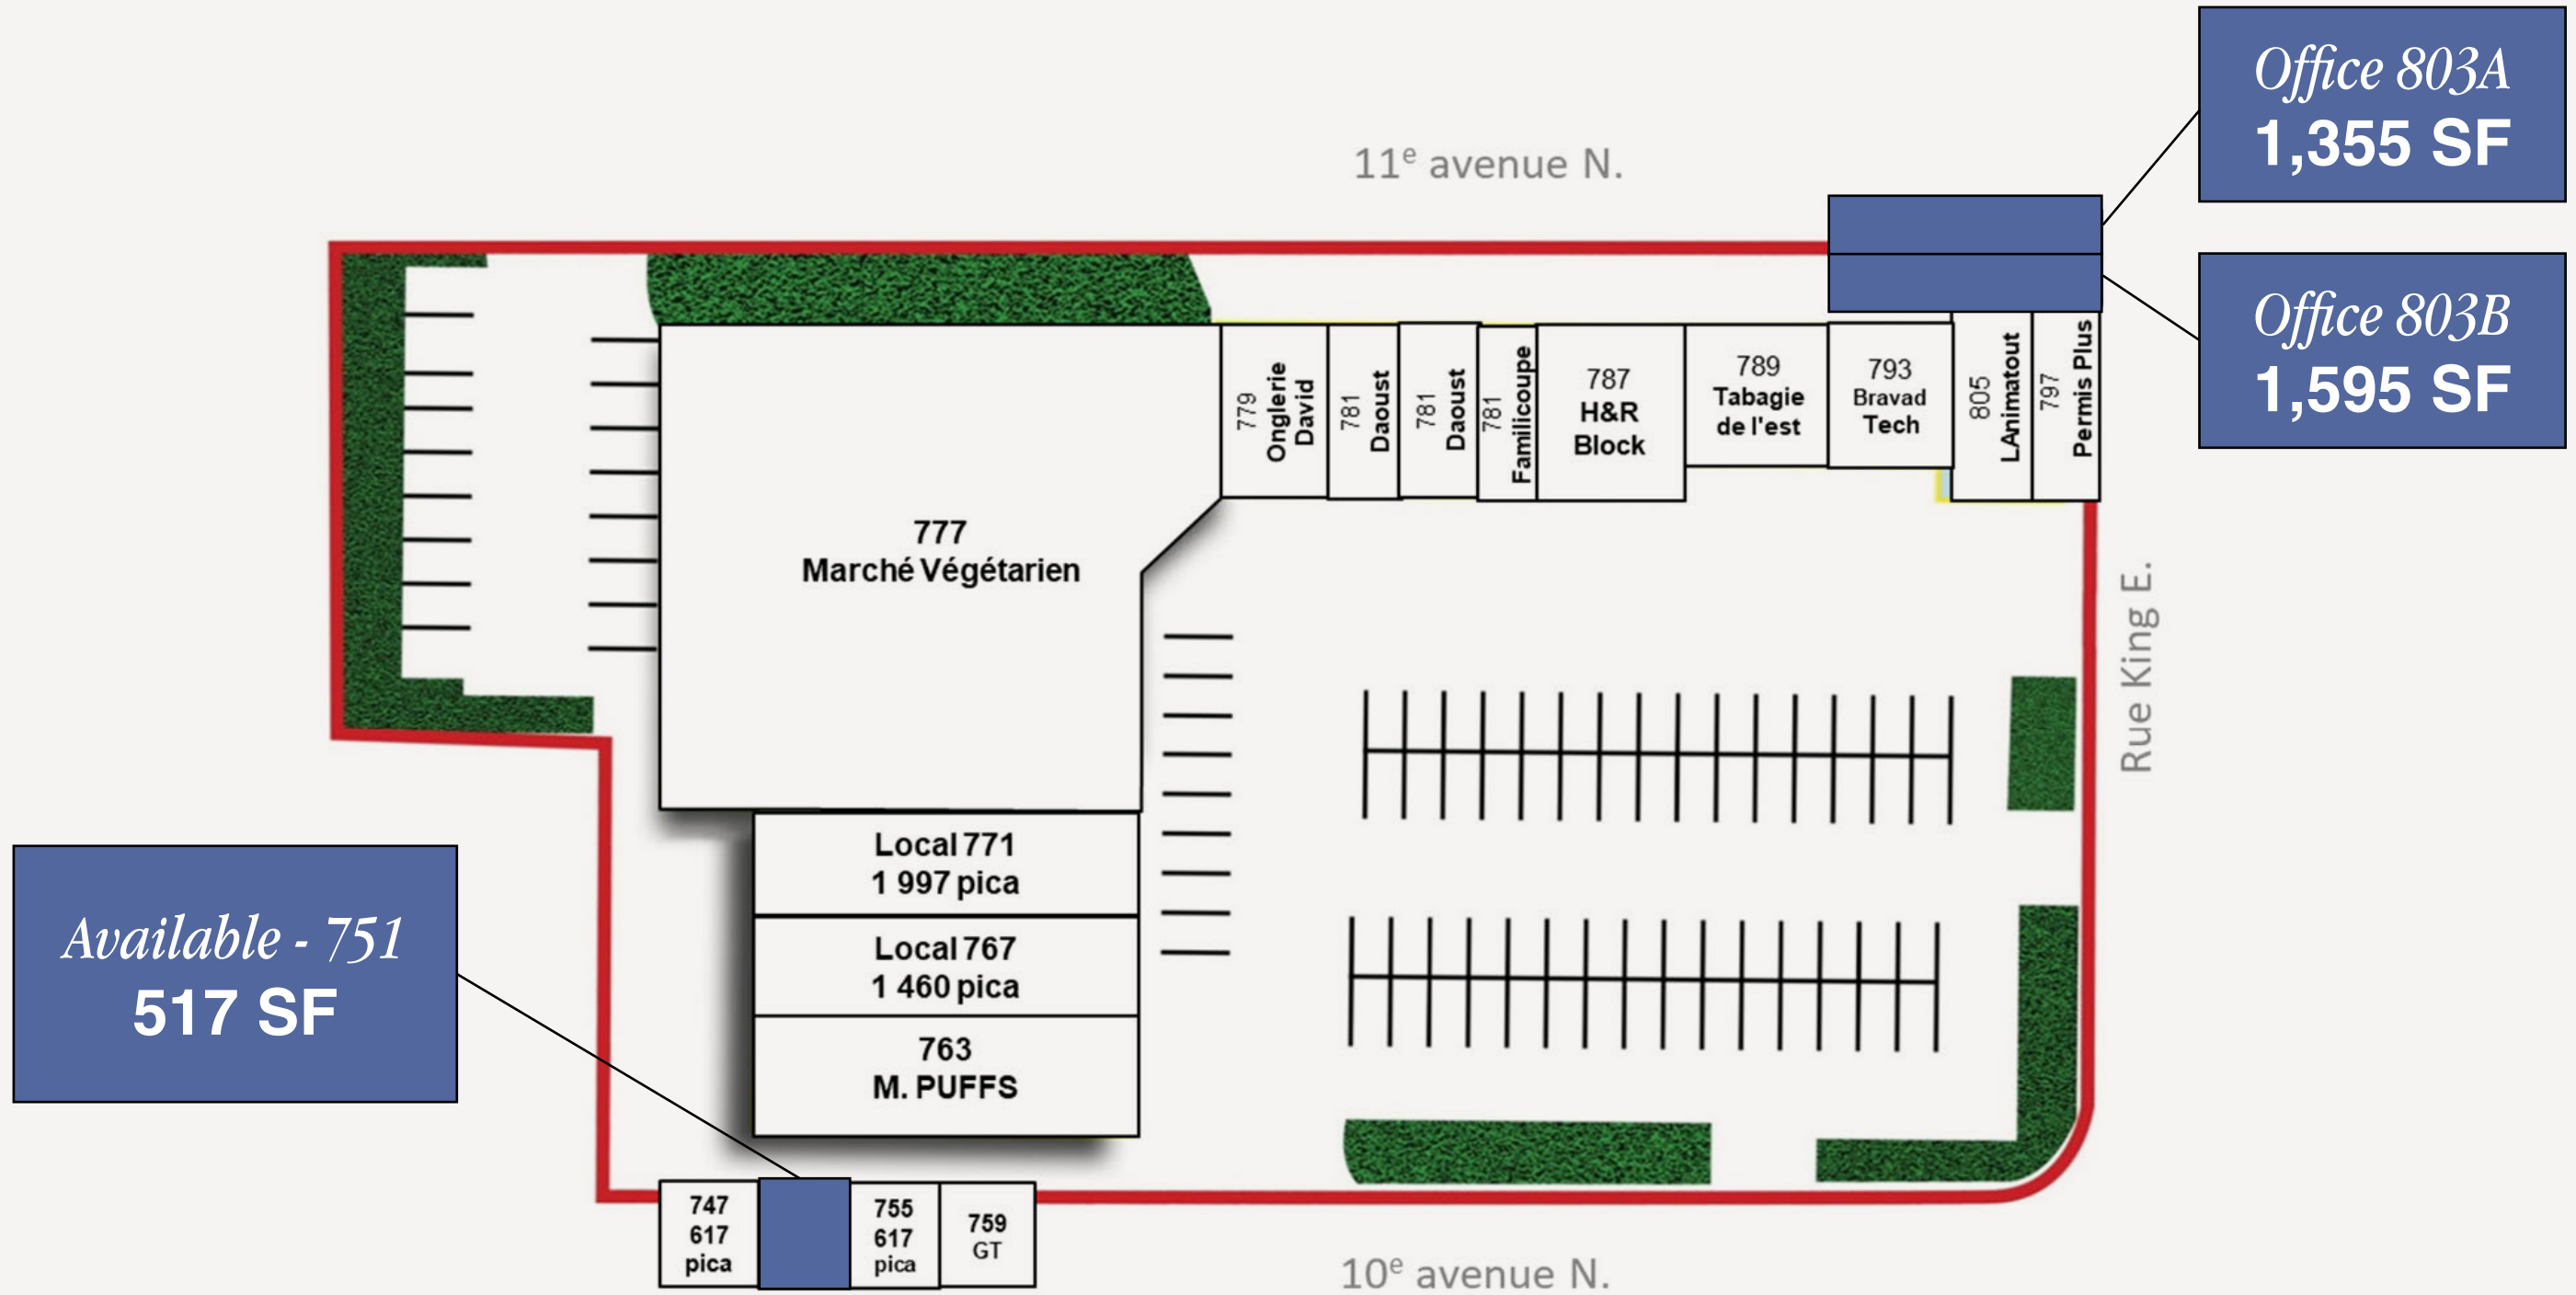 Office 803A
1,355 SF
11e avenue N.
Office 803B
1,595 SF
779
Onglerie
David
781
Daoust
781
Daoust
781
Familicoupe
787
H&R
Block
789
Tabagie
de l'est
793
Bravad
Tech
805
LAnimatout
797
Permis Plus
777
Marché Végétarien
Rue King E.
Local 771
1 997 pica
Local 767
1 460 pica
763
M. PUFFS
Available - 751
517 SF
747
617
pica
755
617
pica
759
GT
10e avenue N.